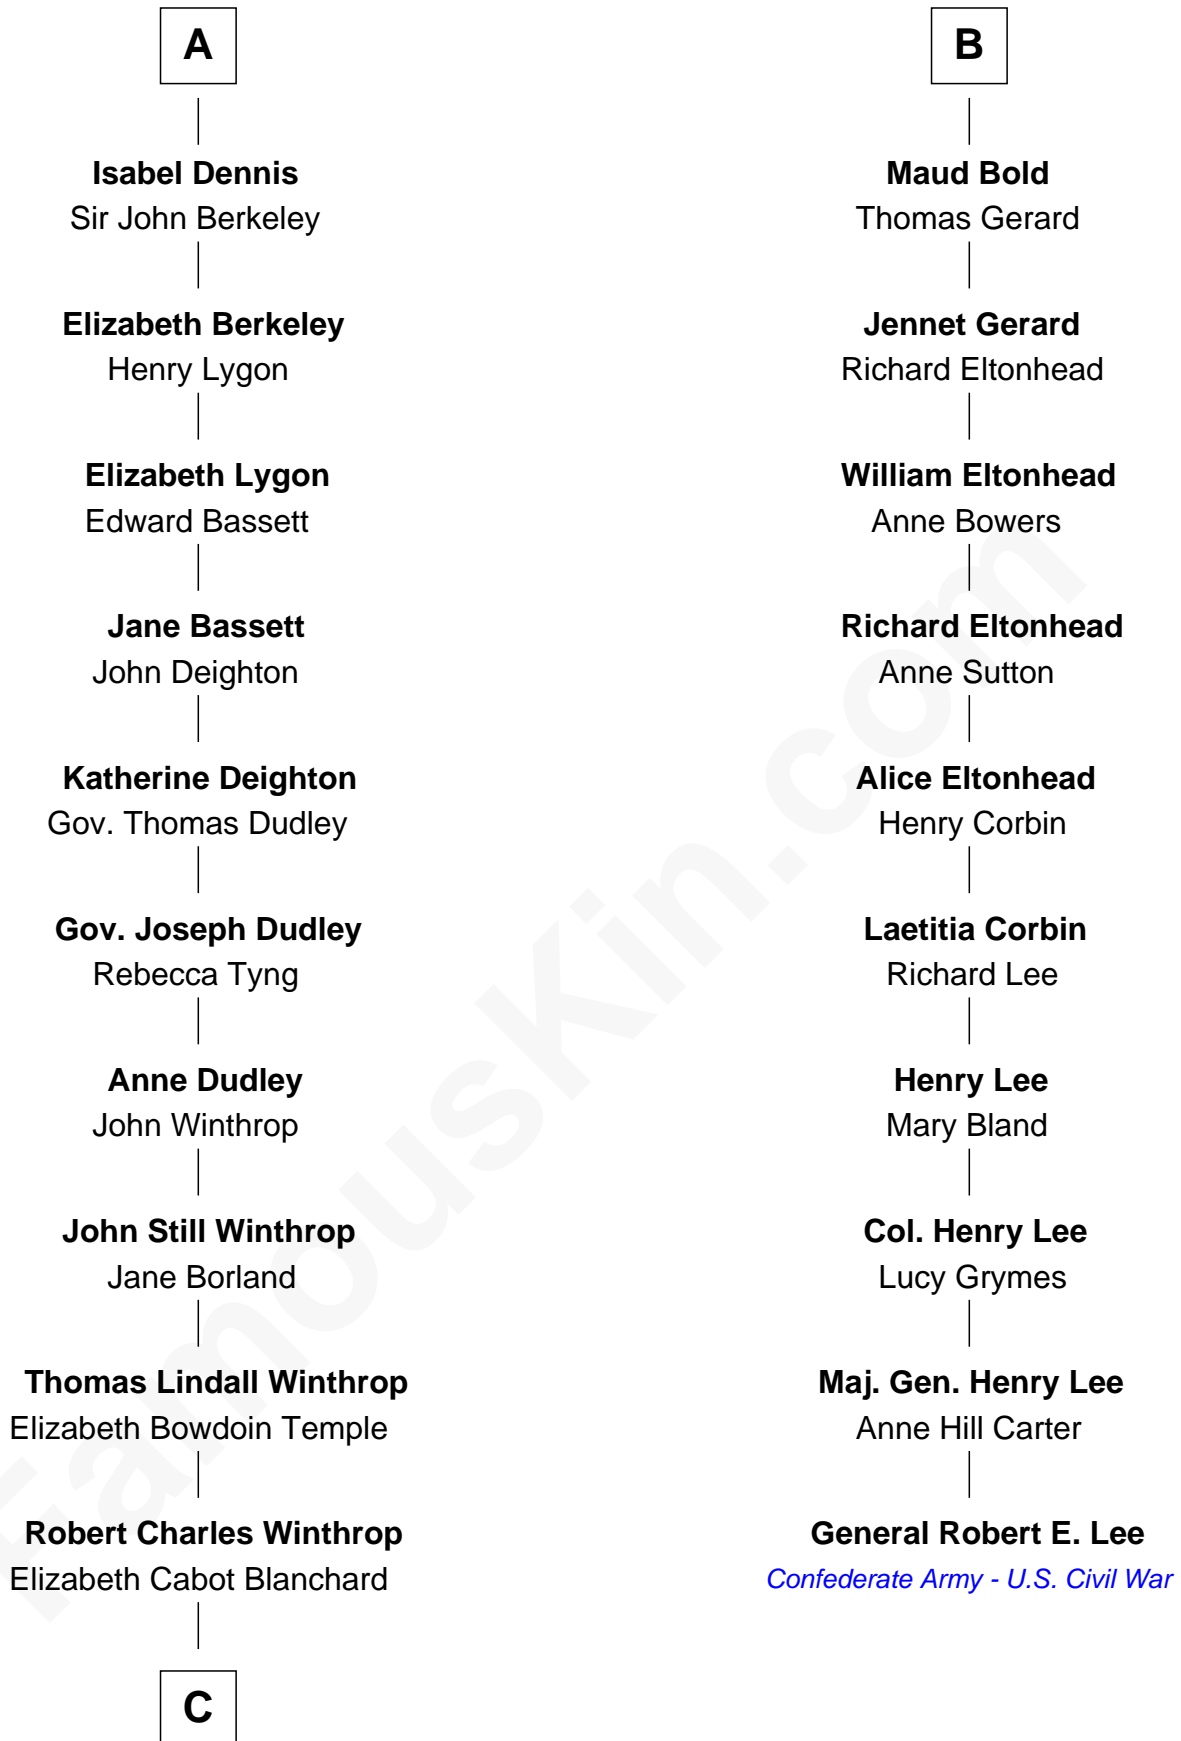 A
Isabel Dennis
Sir John Berkeley
Elizabeth Berkeley
Henry Lygon
Elizabeth Lygon
Edward Bassett
Jane Bassett
John Deighton
Katherine Deighton
Gov. Thomas Dudley
Gov. Joseph Dudley
Rebecca Tyng
Anne Dudley
John Winthrop
John Still Winthrop
Jane Borland
Thomas Lindall Winthrop
Elizabeth Bowdoin Temple
Robert Charles Winthrop
Elizabeth Cabot Blanchard
C
B
Maud Bold
Thomas Gerard
Jennet Gerard
Richard Eltonhead
William Eltonhead
Anne Bowers
Richard Eltonhead
Anne Sutton
Alice Eltonhead
Henry Corbin
Laetitia Corbin
Richard Lee
Henry Lee
Mary Bland
Col. Henry Lee
Lucy Grymes
Maj. Gen. Henry Lee
Anne Hill Carter
General Robert E. Lee
Confederate Army - U.S. Civil War
FamousKin.com